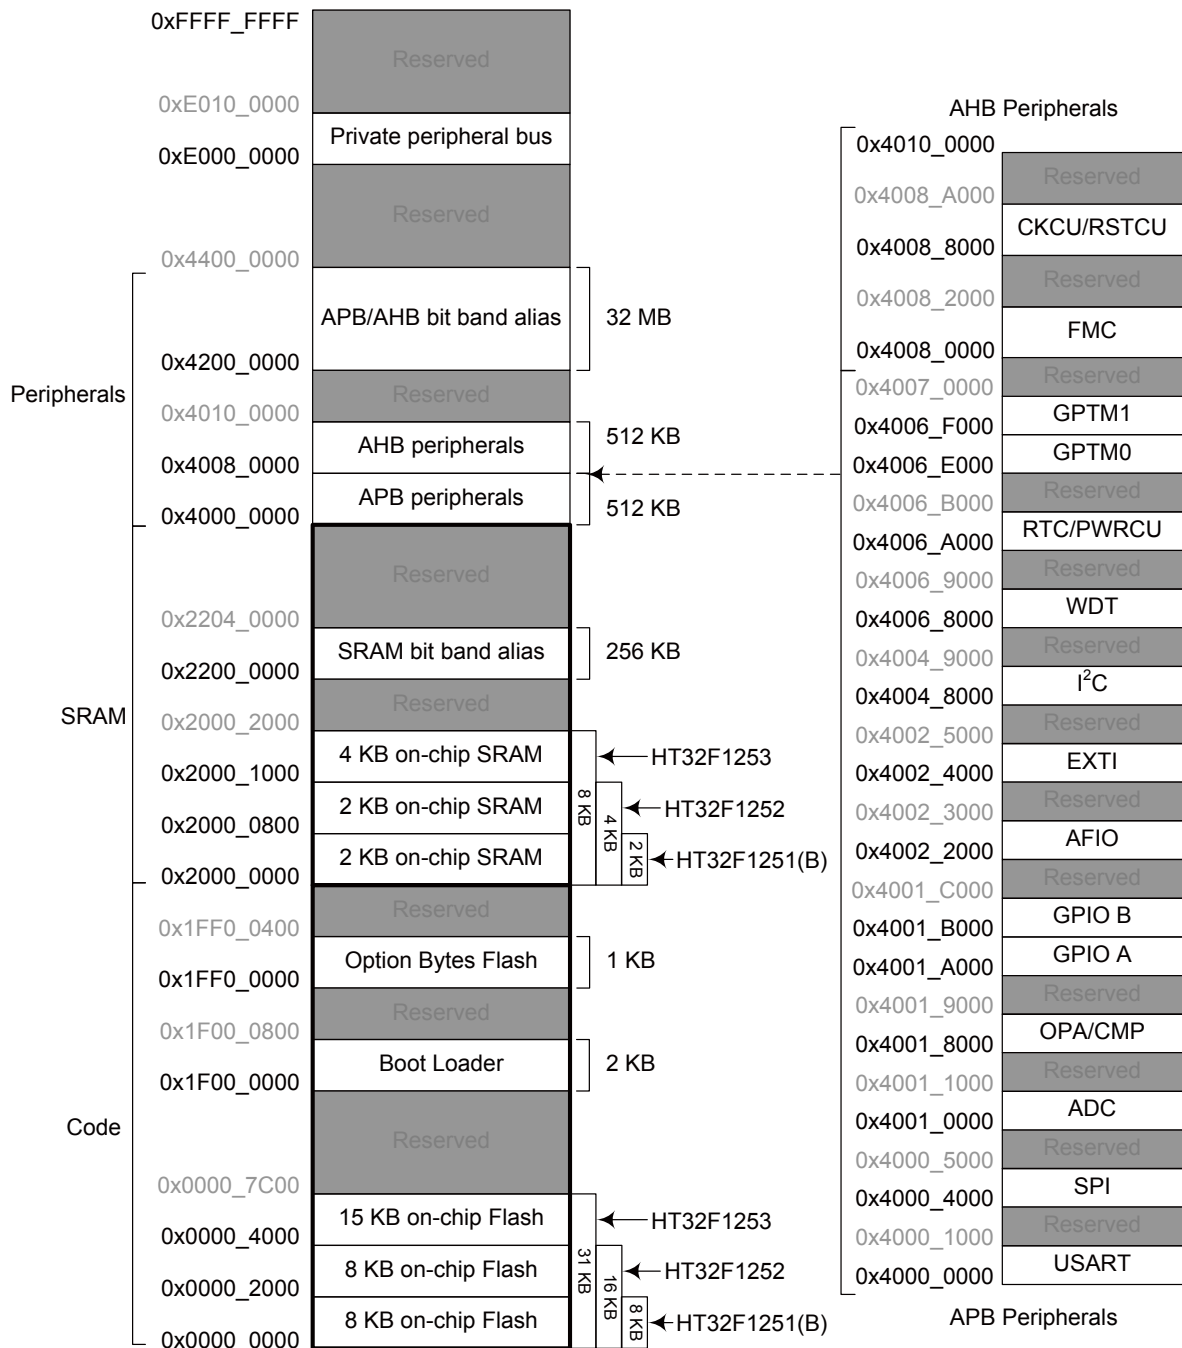 0xFFFF_FFFF
Reserved
0xE010_0000
Private peripheral bus
0xE000_0000
Reserved
0x4400_0000
APB/AHB bit band alias
32 MB
0x4200_0000
Peripherals
Reserved
0x4010_0000
AHB peripherals
512 KB
0x4008_0000
APB peripherals
512 KB
0x4000_0000
Reserved
0x2204_0000
SRAM bit band alias
256 KB
0x2200_0000
SRAM
Reserved
0x2000_2000
4 KB on-chip SRAM
HT32F1253
0x2000_1000
8 KB
2 KB on-chip SRAM
4 KB
HT32F1252
0x2000_0800
2 KB on-chip SRAM
2 KB
HT32F1251(B)
0x2000_0000
Reserved
0x1FF0_0400
Option Bytes Flash
1 KB
0x1FF0_0000
Reserved
0x1F00_0800
Boot Loader
2 KB
0x1F00_0000
Code
Reserved
0x0000_7C00
15 KB on-chip Flash
HT32F1253
0x0000_4000
31 KB
8 KB on-chip Flash
16 KB
HT32F1252
0x0000_2000
8 KB on-chip Flash
8 KB
HT32F1251(B)
0x0000_0000
AHB Peripherals
0x4010_0000
Reserved
0x4008_A000
CKCU/RSTCU
0x4008_8000
Reserved
0x4008_2000
FMC
0x4008_0000
Reserved
0x4007_0000
GPTM1
0x4006_F000
GPTM0
0x4006_E000
Reserved
0x4006_B000
RTC/PWRCU
0x4006_A000
Reserved
0x4006_9000
WDT
0x4006_8000
Reserved
0x4004_9000
I²C
0x4004_8000
Reserved
0x4002_5000
EXTI
0x4002_4000
Reserved
0x4002_3000
AFIO
0x4002_2000
Reserved
0x4001_C000
GPIO B
0x4001_B000
GPIO A
0x4001_A000
Reserved
0x4001_9000
OPA/CMP
0x4001_8000
Reserved
0x4001_1000
ADC
0x4001_0000
Reserved
0x4000_5000
SPI
0x4000_4000
Reserved
0x4000_1000
USART
0x4000_0000
APB Peripherals